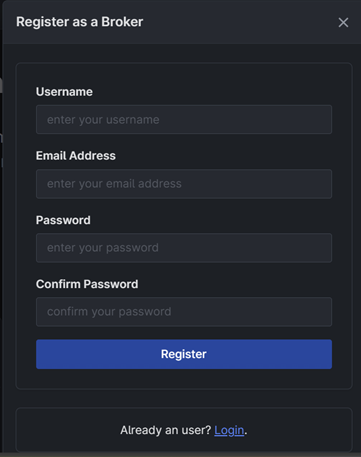 Register as a Broker
Username
enter your username
Email Address
enter your email address
Password
enter your password
Confirm Password
confirm your password
Register
Already an user? Login.